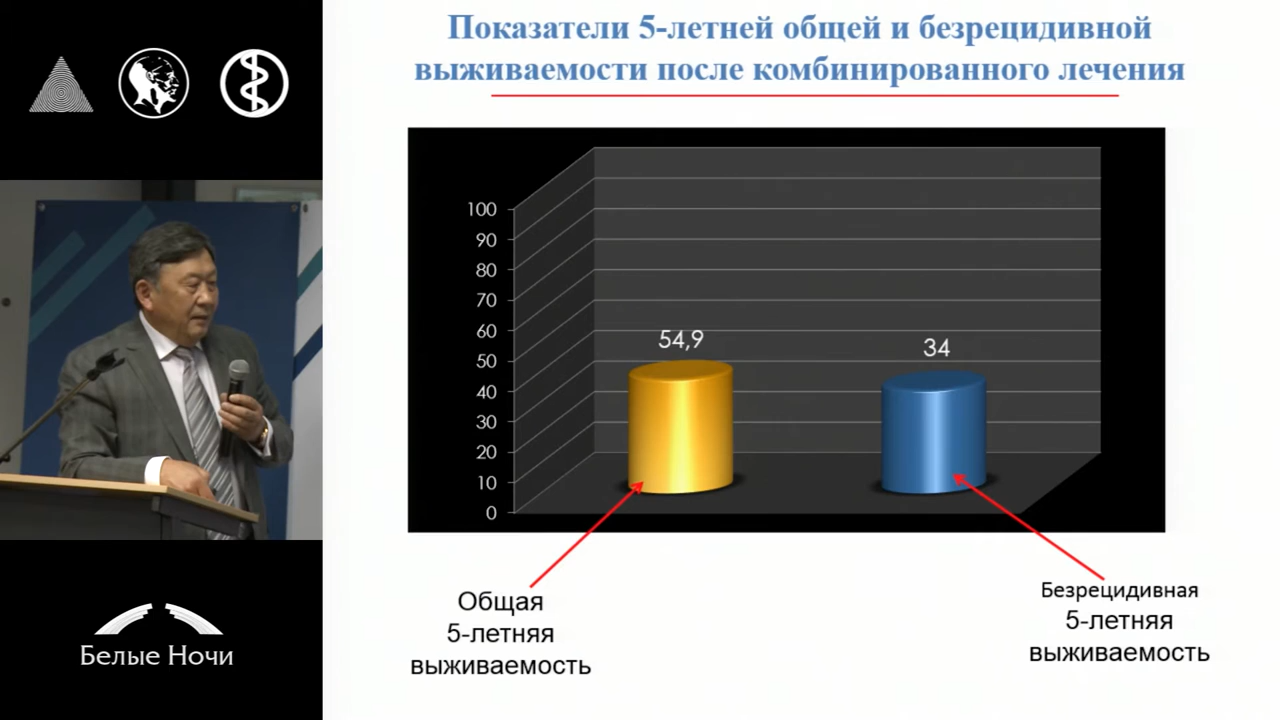 Показатели 5-летней общей и безрецидивной
выживаемости после комбинированного лечения
100
90
80
70
60
50
40
30
20
10
0
54,9
34
Общая
5-летняя
выживаемость
Безрецидивная
5-летняя
выживаемость
Белые Ночи